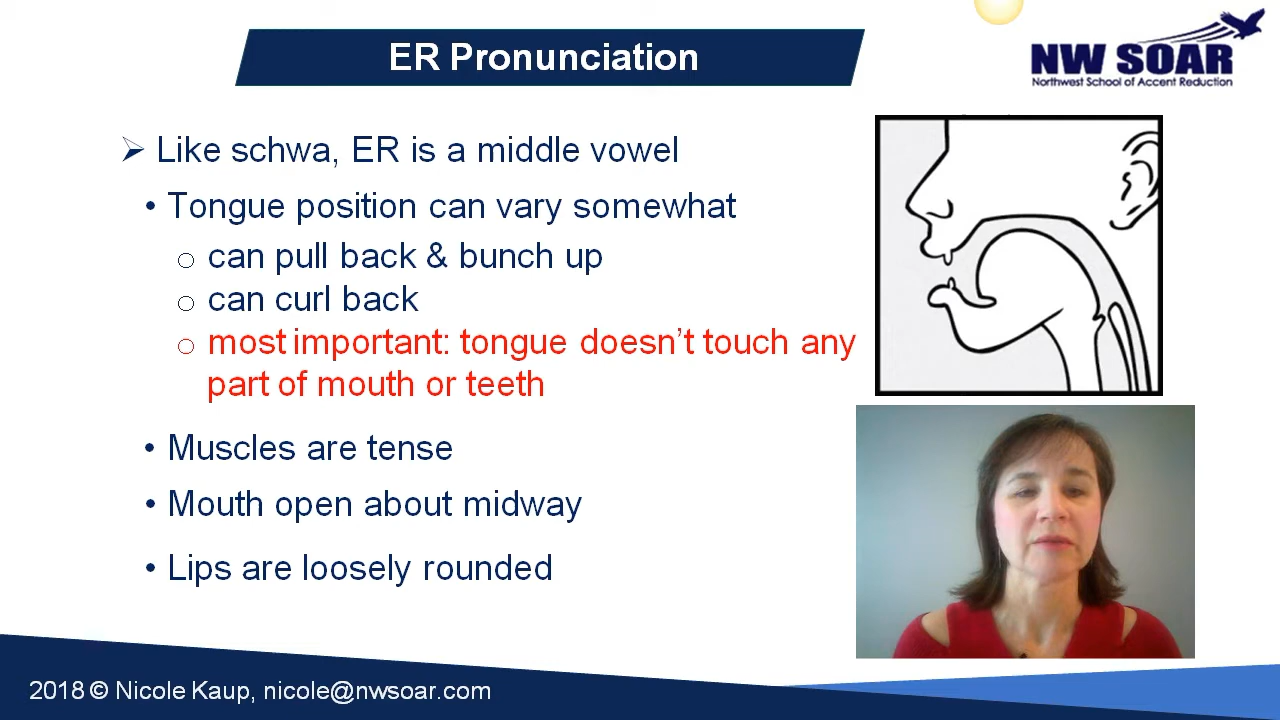 ER Pronunciation
NW SOAR
Northwest School of Accent Reduction
➢ Like schwa, ER is a middle vowel
• Tongue position can vary somewhat
o can pull back & bunch up
o can curl back
o most important: tongue doesn’t touch any
part of mouth or teeth
• Muscles are tense
• Mouth open about midway
• Lips are loosely rounded
2018 © Nicole Kaup, nicole@nwsoar.com